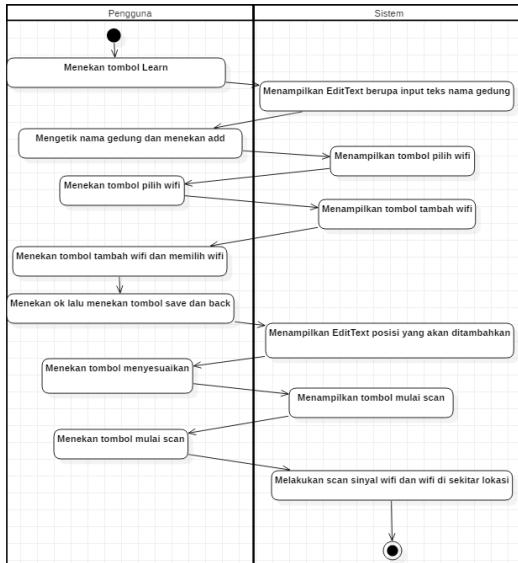 Pengguna
Sistem
Menekan tombol Learn
Menampilkan EditText berupa input teks nama gedung
Mengetik nama gedung dan menekan add
Menampilkan tombol pilih wifi
Menekan tombol pilih wifi
Menampilkan tombol tambah wifi
Menekan tombol tambah wifi dan memilih wifi
Menekan ok lalu menekan tombol save dan back
Menampilkan EditText posisi yang akan ditambahkan
Menekan tombol menyesuaikan
Menampilkan tombol mulai scan
Menekan tombol mulai scan
Melakukan scan sinyal wifi dan wifi di sekitar lokasi